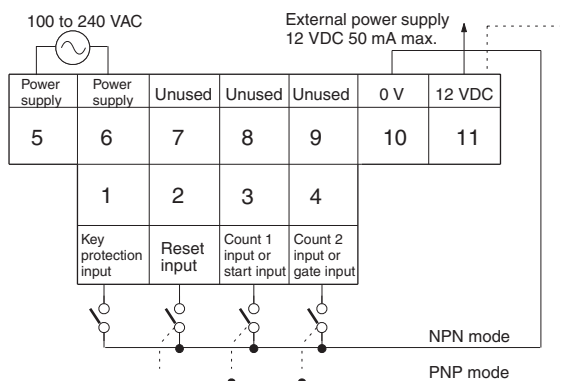 100 to 240 VAC
External power supply
12 VDC 50 mA max.
Power supply
Power supply
Unused
Unused
Unused
0 V
12 VDC
5
6
7
8
9
10
11
1
2
3
4
Key protection input
Reset input
Count 1 input or start input
Count 2 input or gate input
NPN mode
PNP mode